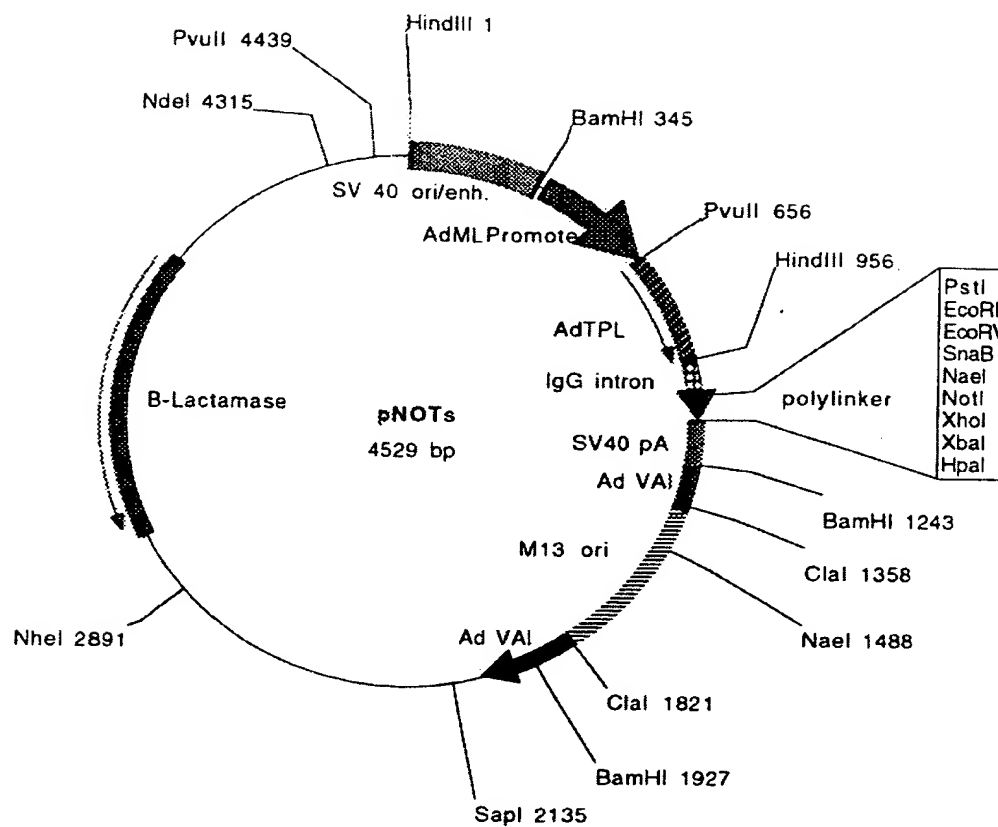 HindIII 1
PvuII 4439
NdeI 4315
BamHI 345
SV 40 ori/enh.
PvuII 656
AdMLPromote
HindIII 956
PstI
EcoRI
EcoRV
SnaB
NaeI
NotI
XhoI
XbaI
HpaI
AdTPL
IgG intron
polylinker
B-Lactamase
pNOTs
4529 bp
SV40 pA
Ad VAI
BamHI 1243
M13 ori
ClaI 1358
NheI 2891
Ad VAI
NaeI 1488
ClaI 1821
BamHI 1927
SapI 2135